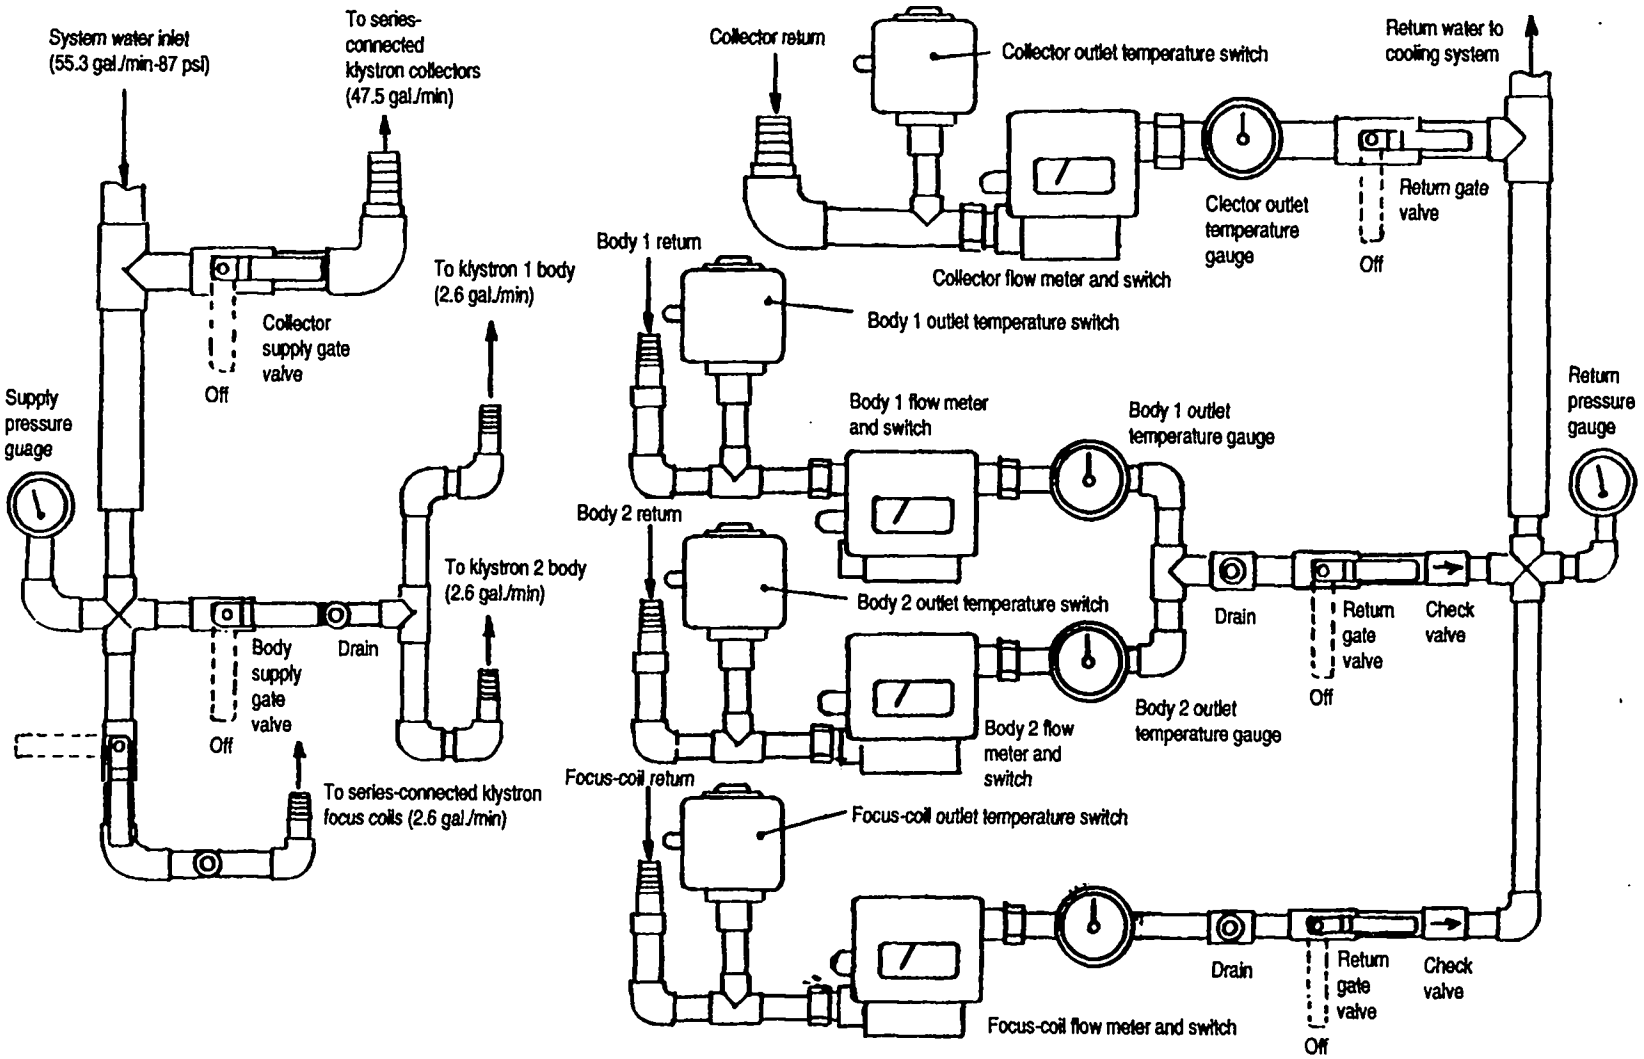 System water inlet
(55.3 gal./min-87 psl)
To series-
connected
klystron collectors
(47.5 gal./min)
Collector
supply gate
valve
Off
Supply
pressure
guage
To klystron 1 body
(2.6 gal./min)
To klystron 2 body
(2.6 gal./min)
Body
supply
gate
valve
Off
Drain
To series-connected klystron
focus coils (2.6 gal./min)
Collector return
Collector outlet temperature switch
Collector flow meter and switch
Clector outlet
temperature
gauge
Return gate
valve
Off
Return water to
cooling system
Body 1 return
Body 1 outlet temperature switch
Body 1 flow meter
and switch
Body 1 outlet
temperature gauge
Return
pressure
gauge
Body 2 return
Body 2 outlet temperature switch
Body 2 flow
meter and
switch
Body 2 outlet
temperature gauge
Drain
Return
gate
valve
Off
Check
valve
Focus-coil return
Focus-coil outlet temperature switch
Focus-coil flow meter and switch
Drain
Return
gate
valve
Off
Check
valve